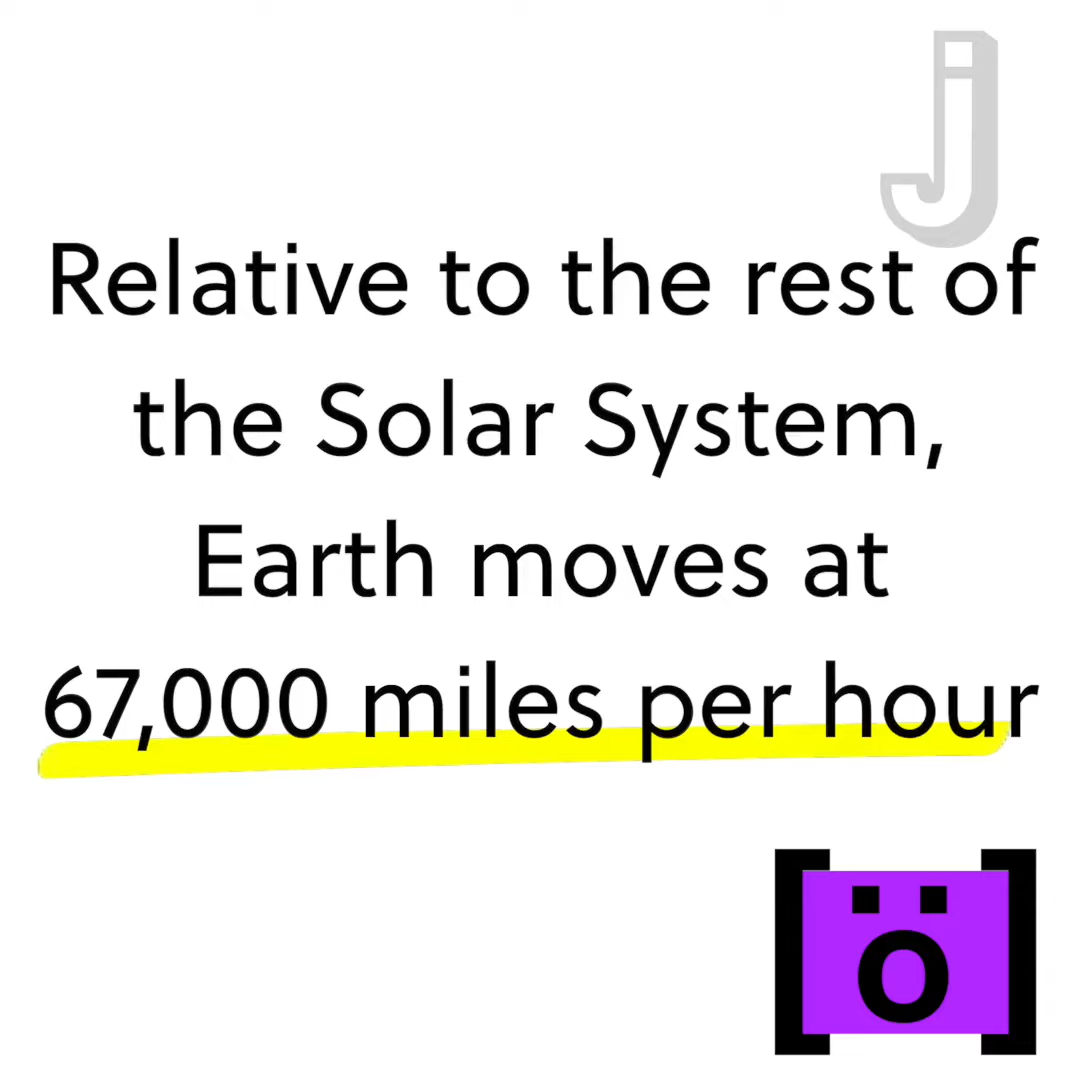 j
Relative to the rest of
the Solar System,
Earth moves at
67,000 miles per hour
[ö]